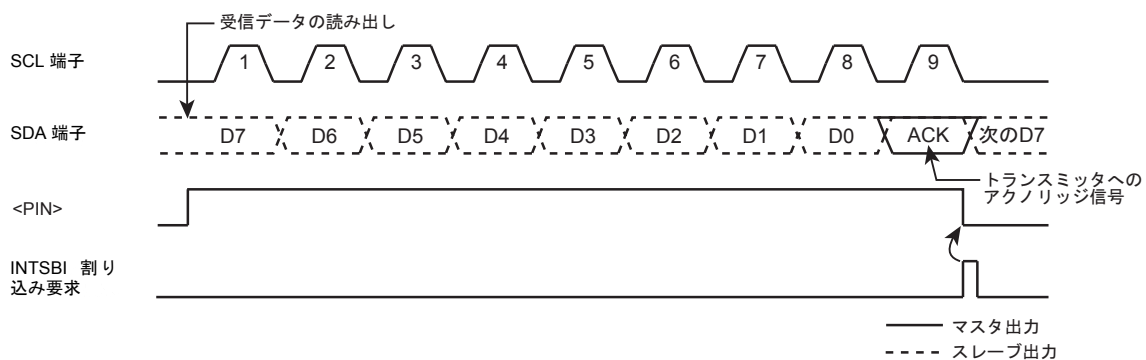 受信データの読み出し
SCL 端子
1 2 3 4 5 6 7 8 9
SDA 端子
D7 D6 D5 D4 D3 D2 D1 D0 ACK 次のD7
トランスミッタへの
アクノリッジ信号
<PIN>
INTSBI 割り
込み要求
マスタ出力
スレーブ出力